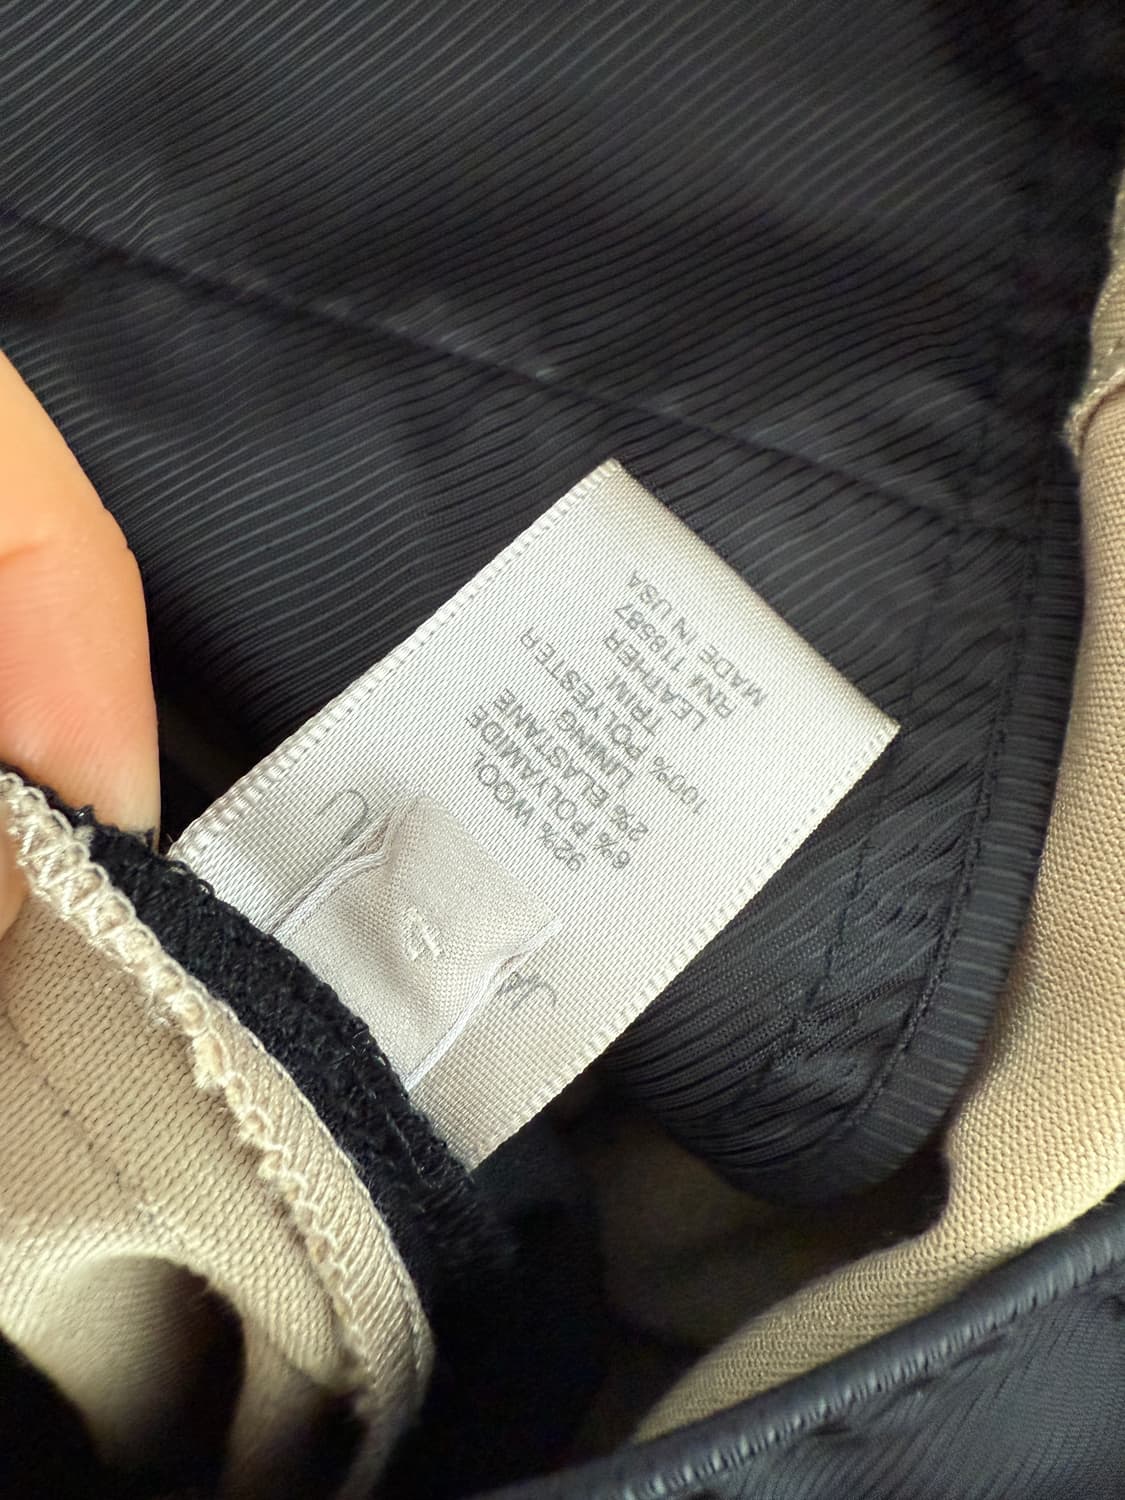 92% WOOL
6% POLYAMIDE
2% ELASTANE
LINING
100% POLYESTER
TRIM
LEATHER
RN 118587
MADE IN USA